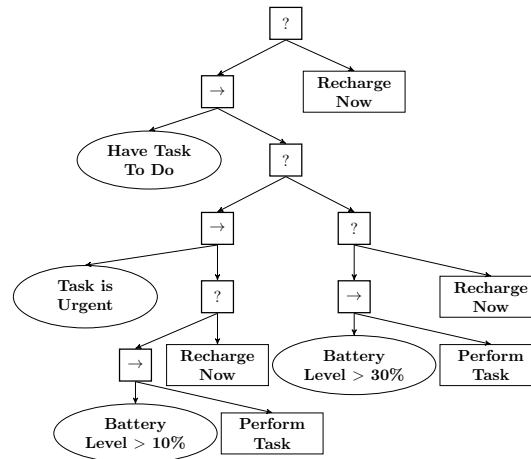 ?
→
Recharge
Now
Have Task
To Do
?
→
?
Task is
Urgent
?
→
Recharge
Now
→
Recharge
Now
Battery
Level > 30%
Perform
Task
Battery
Level > 10%
Perform
Task